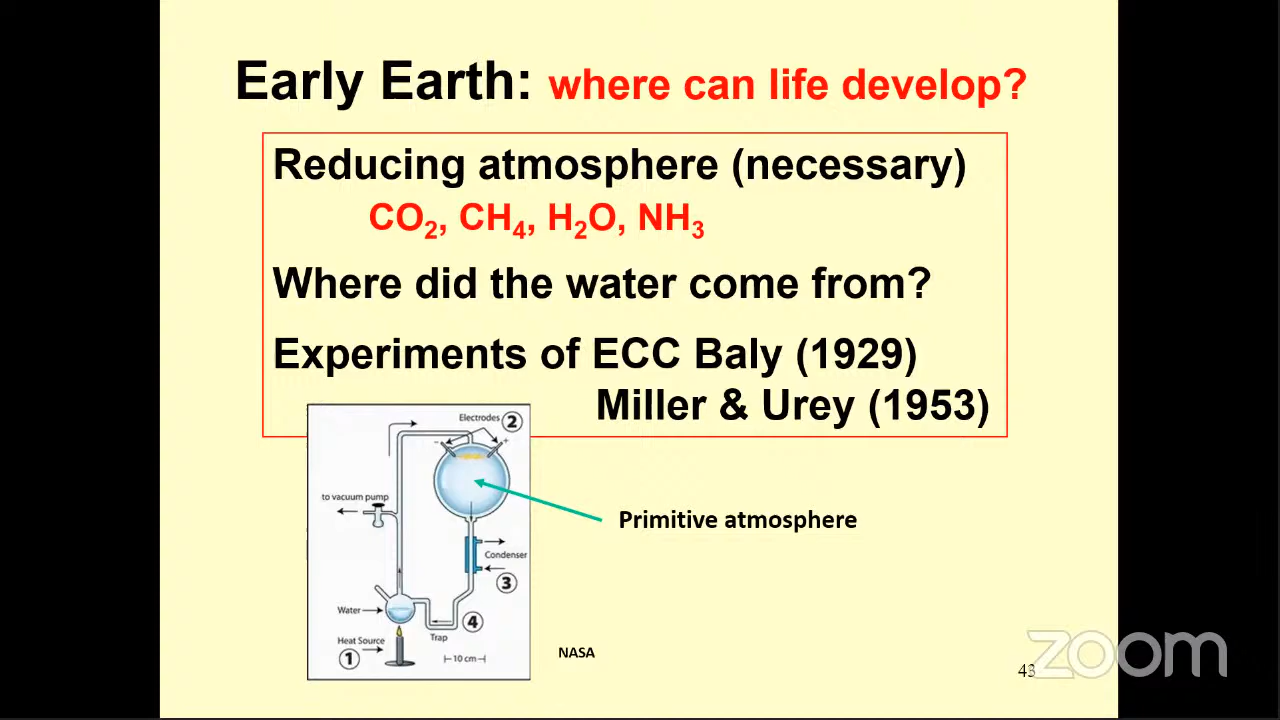 Early Earth: where can life develop?
Reducing atmosphere (necessary)
CO₂, CH₄, H₂O, NH₃
Where did the water come from?
Experiments of ECC Baly (1929)
Miller & Urey (1953)
Electrodes 2
- +
to vacuum pump
Primitive atmosphere
Condenser
3
Water
4
Trap
Heat Source
1
10 cm
NASA
43
zoom